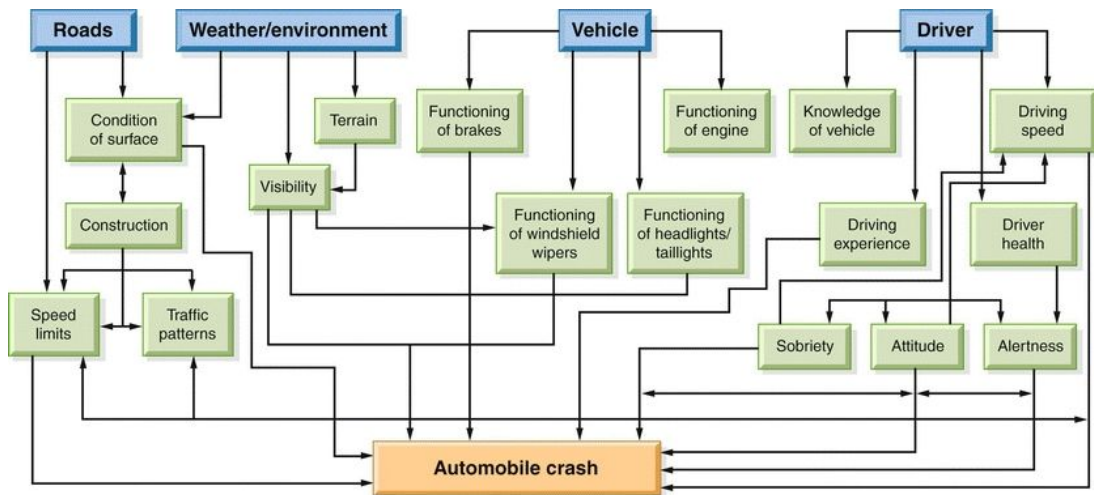 Roads
Weather/environment
Vehicle
Driver
Condition
of surface
Terrain
Functioning
of brakes
Functioning
of engine
Knowledge
of vehicle
Driving
speed
Visibility
Construction
Functioning
of windshield
wipers
Functioning
of headlights/
taillights
Driving
experience
Driver
health
Speed
limits
Traffic
patterns
Sobriety
Attitude
Alertness
Automobile crash